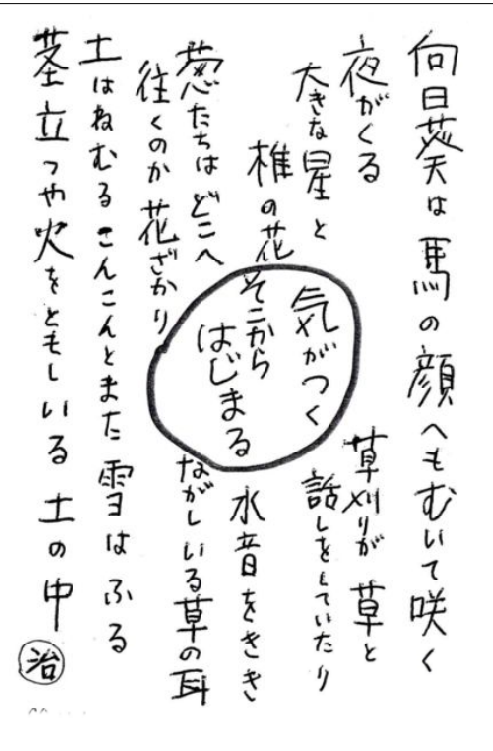 向日葵は馬の顔へもむいて咲く
夜がくる
大きな星と
気がつく
草刈りが草と
話しをしていたり
椎の花そこから
はじまる
水音をきき
ながしいる草の耳
葱たちはどこへ
往くのか花ざかり
土はねむるこんこんとまた雪はふる
茎立つや火をともしいる土の中
治